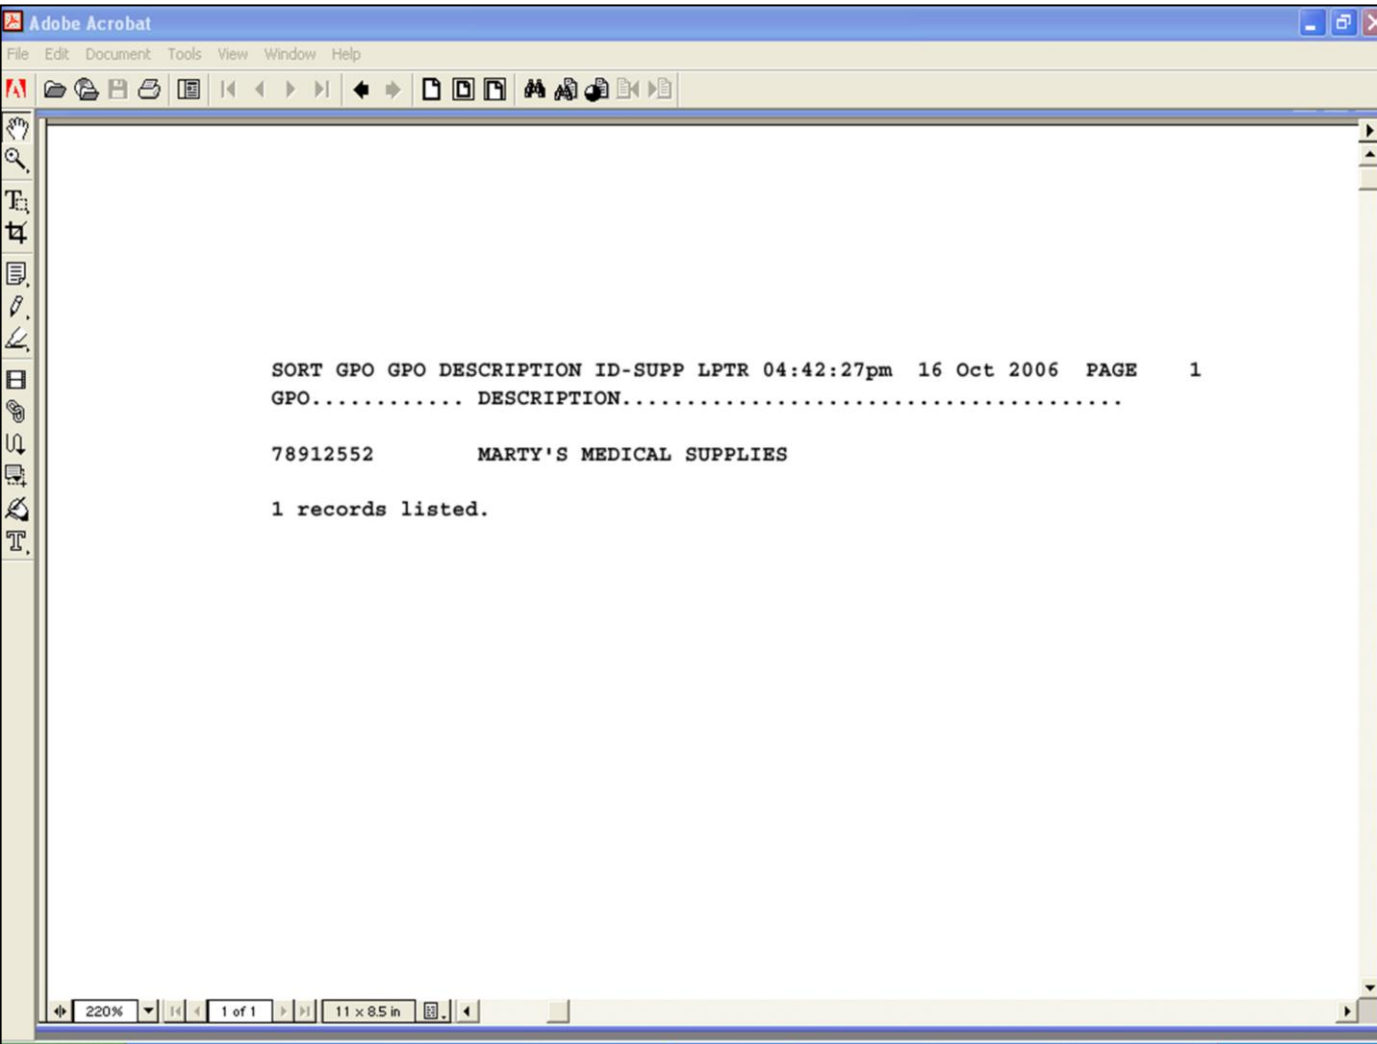 Adobe Acrobat
File Edit Document Tools View Window Help
SORT GPO GPO DESCRIPTION ID-SUPP LPTR 04:42:27pm 16 Oct 2006 PAGE 1
GPO............ DESCRIPTION.......................................
78912552 MARTY'S MEDICAL SUPPLIES
1 records listed.
220% 1 of 1 11 x 8.5 in